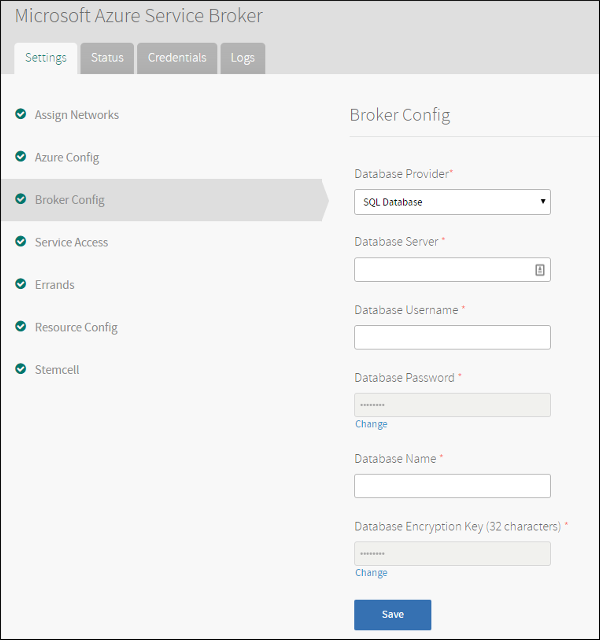 Microsoft Azure Service Broker
Settings
Status
Credentials
Logs
Assign Networks
Azure Config
Broker Config
Service Access
Errands
Resource Config
Stemcell
Broker Config
Database Provider*
SQL Database
Database Server *
Database Username *
Database Password *
••••••••
Change
Database Name *
Database Encryption Key (32 characters) *
••••••••
Change
Save